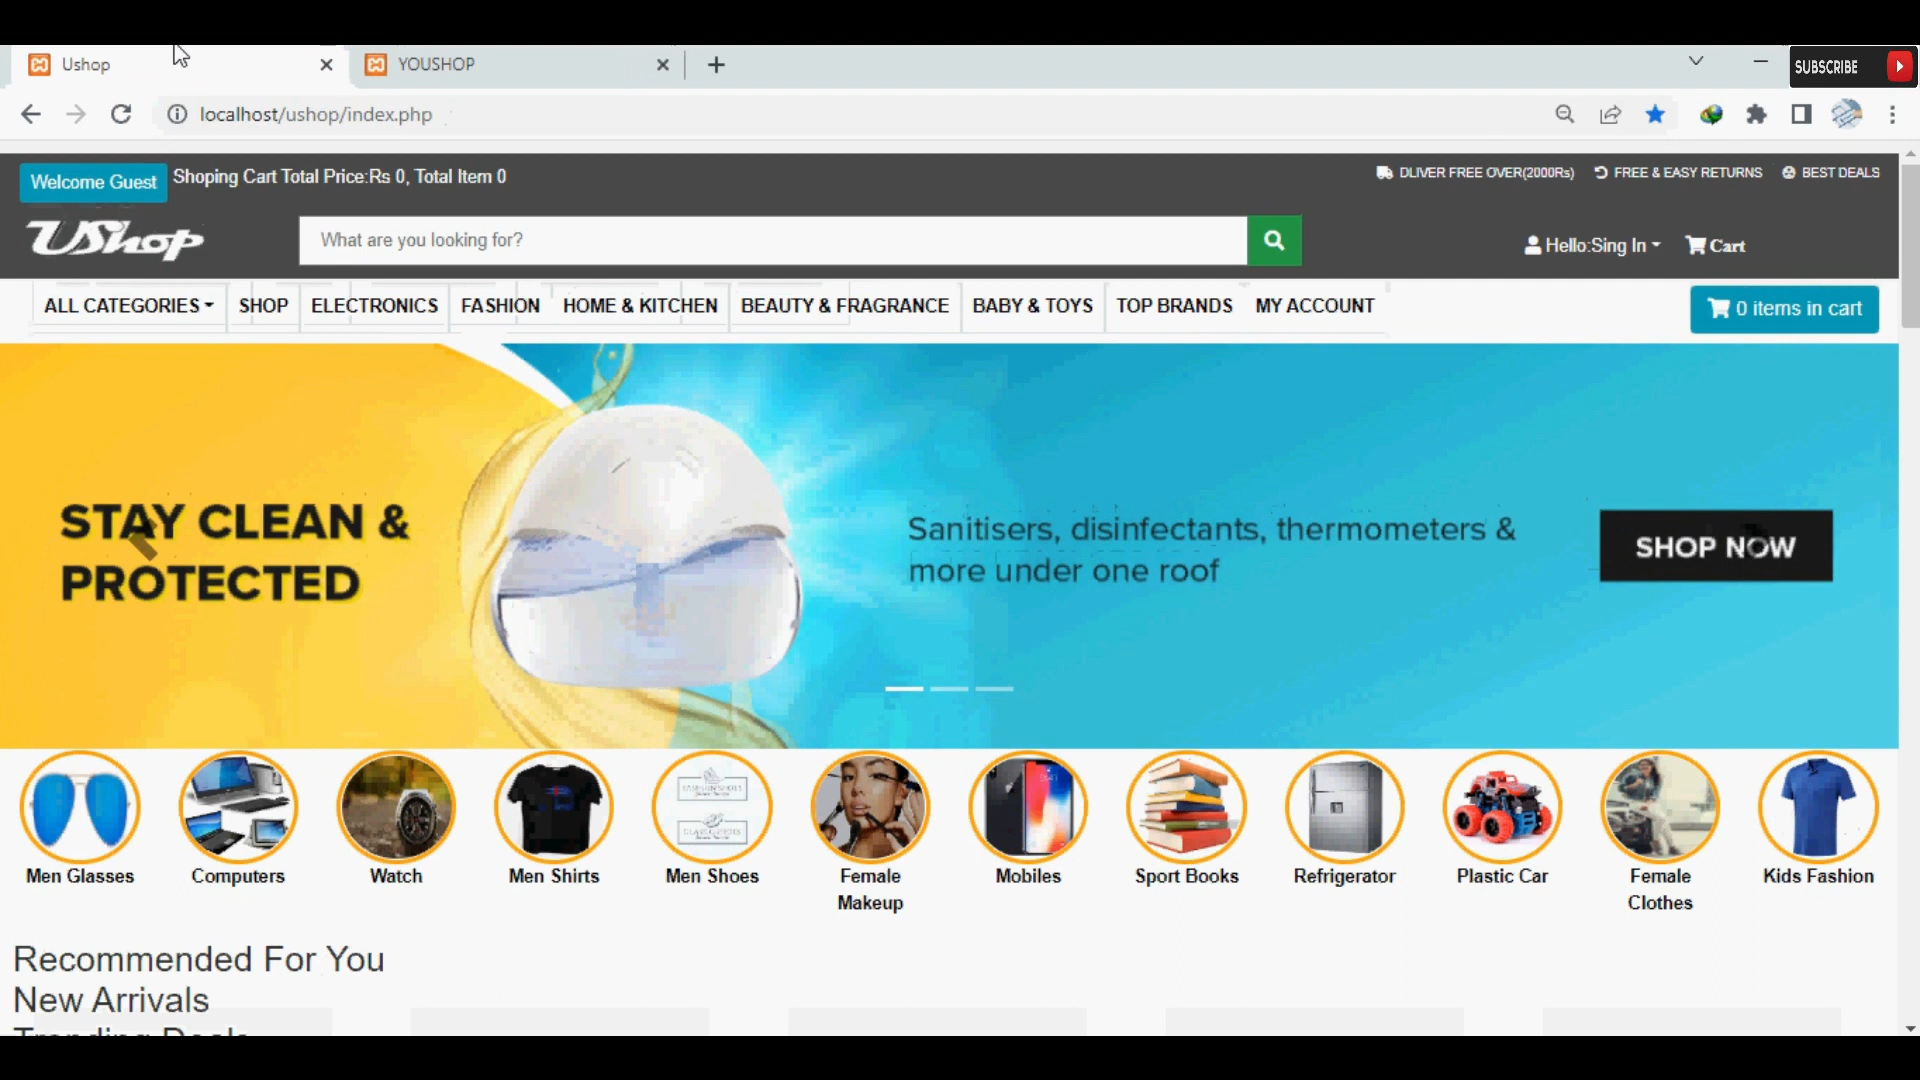 Ushop
YOUSHOP
SUBSCRIBE
localhost/ushop/index.php
Welcome Guest
Shoping Cart Total Price:Rs 0, Total Item 0
DLIVER FREE OVER(2000Rs)
FREE & EASY RETURNS
BEST DEALS
UShop
What are you looking for?
Hello:Sing In
Cart
ALL CATEGORIES
SHOP
ELECTRONICS
FASHION
HOME & KITCHEN
BEAUTY & FRAGRANCE
BABY & TOYS
TOP BRANDS
MY ACCOUNT
0 items in cart
STAY CLEAN &
PROTECTED
Sanitisers, disinfectants, thermometers &
more under one roof
SHOP NOW
Men Glasses
Computers
Watch
Men Shirts
Men Shoes
Female
Makeup
Mobiles
Sport Books
Refrigerator
Plastic Car
Female
Clothes
Kids Fashion
Recommended For You
New Arrivals
Trending Deals